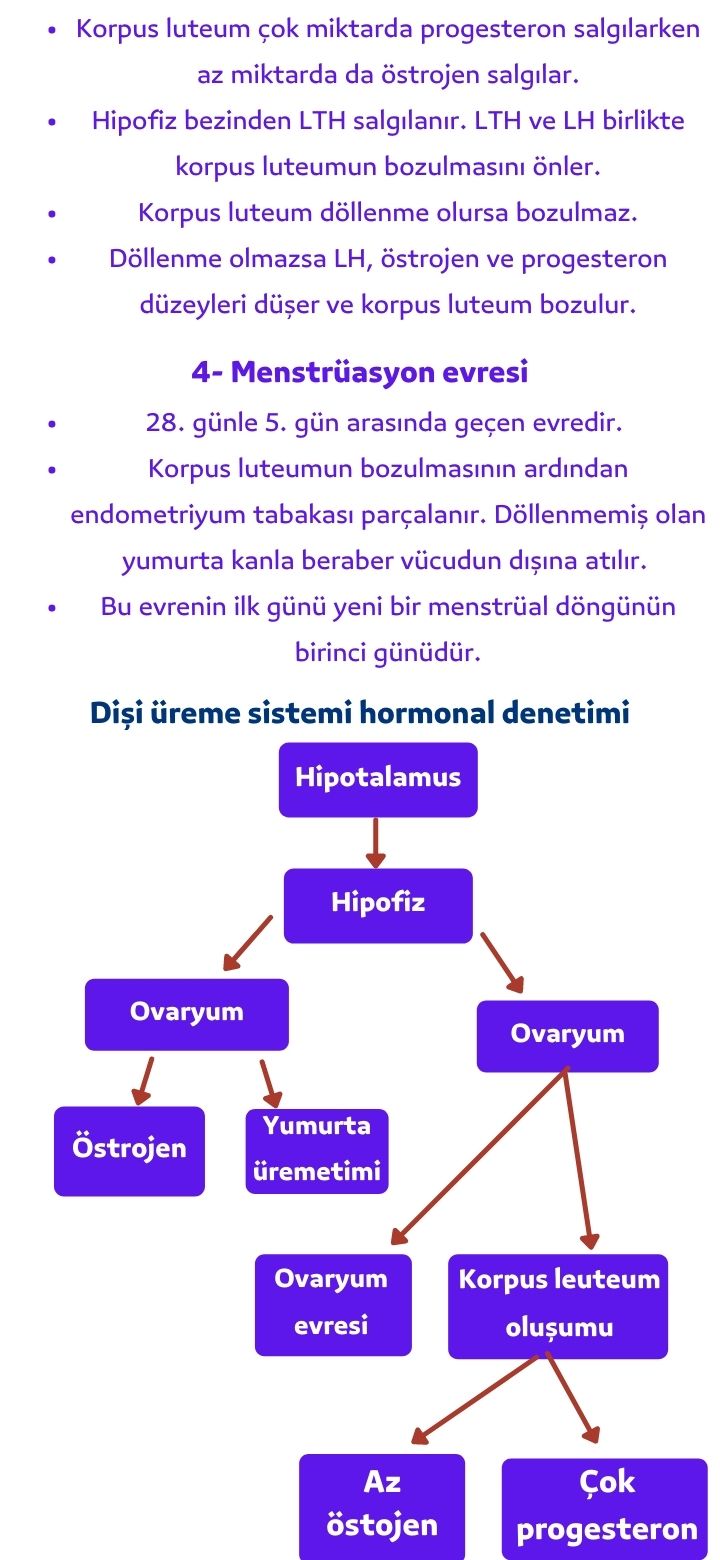 • Korpus luteum çok miktarda progesteron salgılarken
az miktarda da östrojen salgılar.
• Hipofiz bezinden LTH salgılanır. LTH ve LH birlikte
korpus luteumun bozulmasını önler.
• Korpus luteum döllenme olursa bozulmaz.
• Döllenme olmazsa LH, östrojen ve progesteron
düzeyleri düşer ve korpus luteum bozulur.
4- Menstrüasyon evresi
• 28. günle 5. gün arasında geçen evredir.
• Korpus luteumun bozulmasının ardından
endometriyum tabakası parçalanır. Döllenmemiş olan
yumurta kanla beraber vücudun dışına atılır.
• Bu evrenin ilk günü yeni bir menstrüal döngünün
birinci günüdür.
Dişi üreme sistemi hormonal denetimi
Hipotalamus
Hipofiz
Ovaryum
Ovaryum
Östrojen
Yumurta
üremetimi
Ovaryum
evresi
Korpus leuteum
oluşumu
Az
östojen
Çok
progesteron